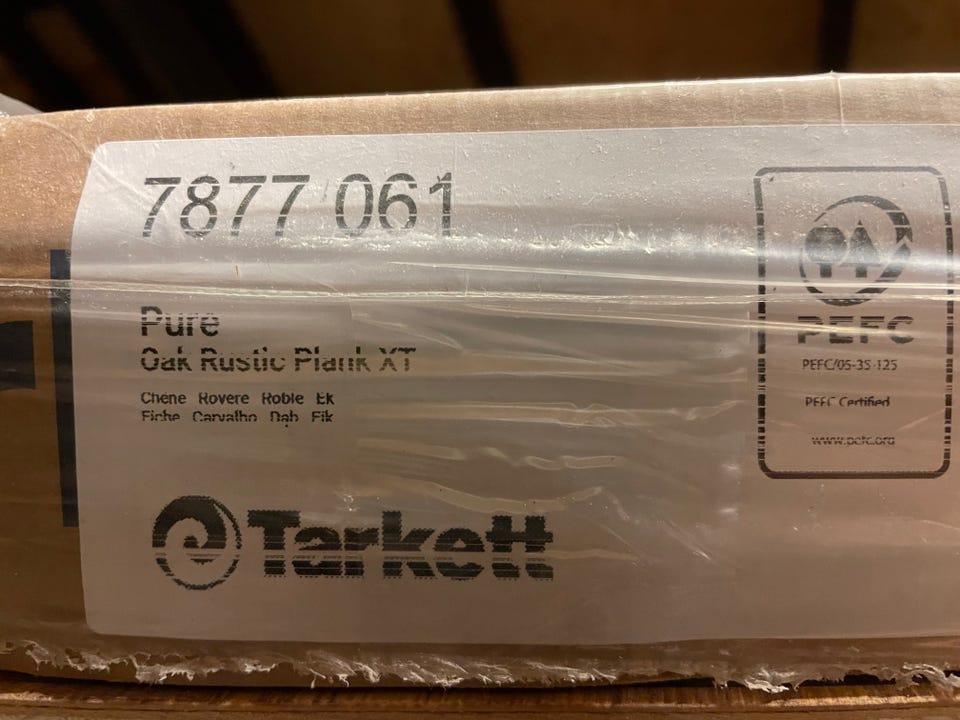 7877 061
Pure
Oak Rustic Plank XT
Chene Rovere Roble Ek
Eiche Carvalho Dąb Eik
Tarkett
PEFC
PEFC/05-35-125
PEFC Certified
www.pefc.org